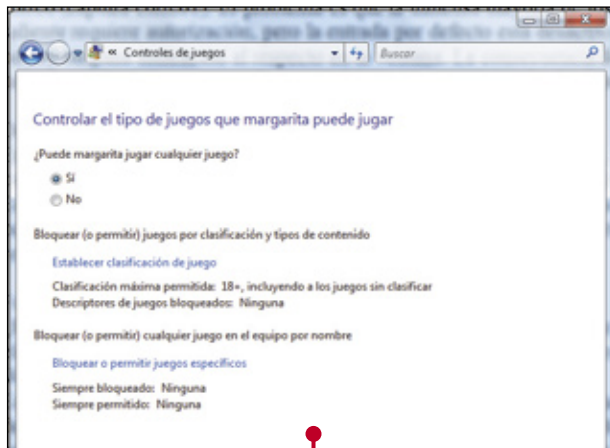 « Controles de juegos
Buscar
Controlar el tipo de juegos que margarita puede jugar
¿Puede margarita jugar cualquier juego?
Sí
No
Bloquear (o permitir) juegos por clasificación y tipos de contenido
Establecer clasificación de juego
Clasificación máxima permitida: 18+, incluyendo a los juegos sin clasificar
Descriptores de juegos bloqueados: Ninguna
Bloquear (o permitir) cualquier juego en el equipo por nombre
Bloquear o permitir juegos específicos
Siempre bloqueado: Ninguna
Siempre permitido: Ninguna